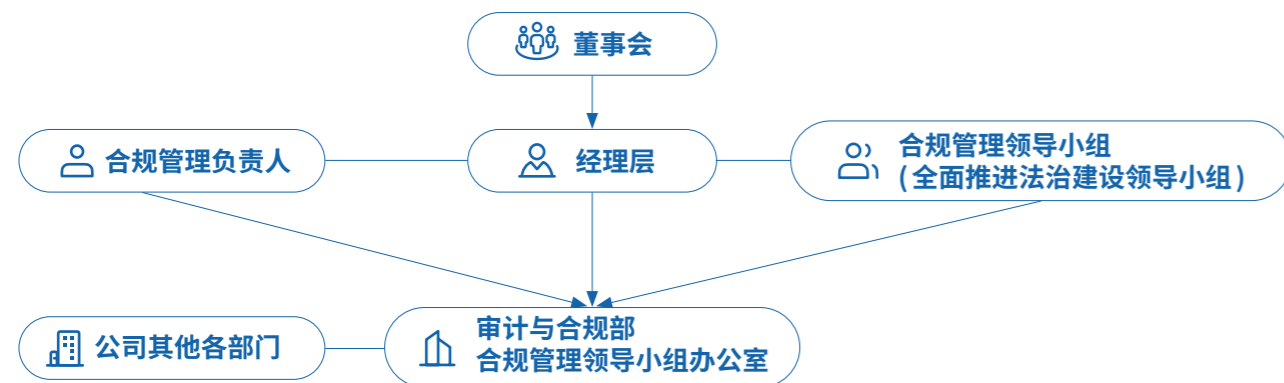 董事会
合规管理负责人
经理层
合规管理领导小组
(全面推进法治建设领导小组)
公司其他各部门
审计与合规部
合规管理领导小组办公室